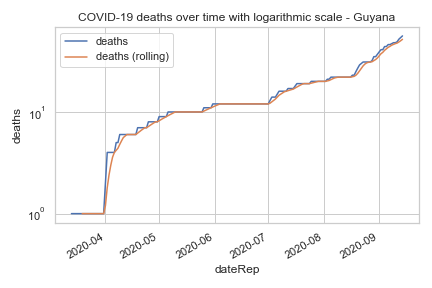 COVID-19 deaths over time with logarithmic scale - Guyana
deaths
deaths (rolling)
10¹
10⁰
deaths
2020-04
2020-05
2020-06
2020-07
2020-08
2020-09
dateRep